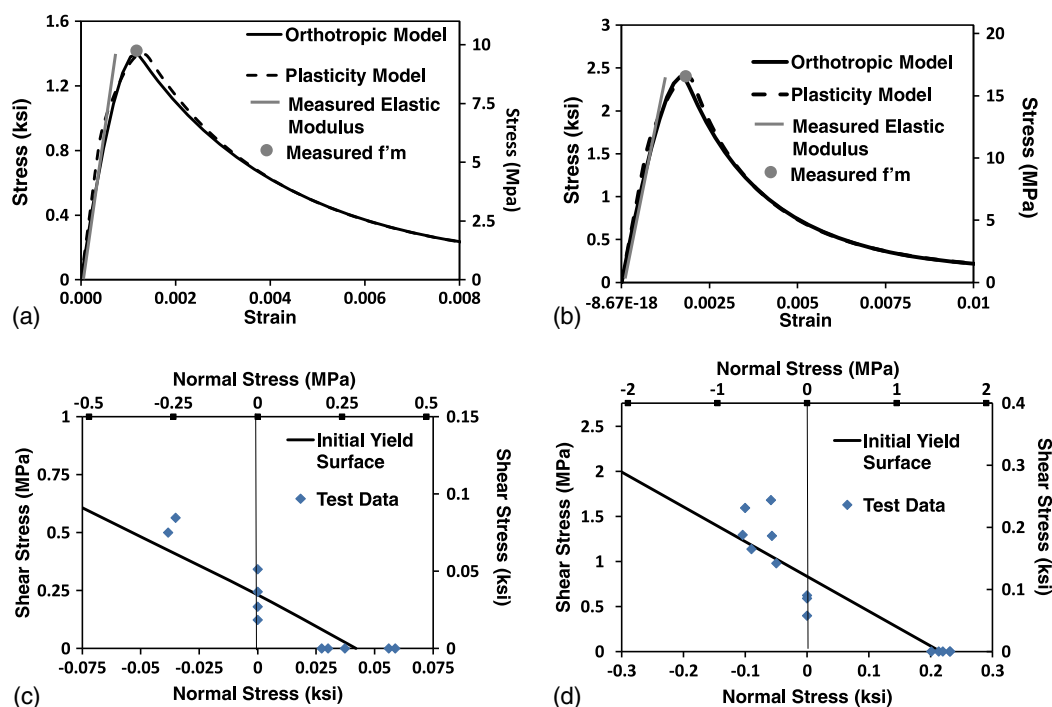 1.6
1.2
0.8
0.4
0
Stress (ksi)
0.000
0.002
0.004
0.006
0.008
Strain
10
7.5
5
2.5
0
Stress (Mpa)
Orthotropic Model
Plasticity Model
Measured Elastic
Modulus
Measured f'm
(a)
3
2.5
2
1.5
1
0.5
0
Stress (ksi)
-8.67E-18
0.0025
0.005
0.0075
0.01
Strain
20
15
10
5
0
Stress (MPa)
Orthotropic Model
Plasticity Model
Measured Elastic
Modulus
Measured f'm
(b)
Normal Stress (MPa)
-0.5
-0.25
0
0.25
0.5
1
0.75
0.5
0.25
0
Shear Stress (MPa)
0.15
0.1
0.05
0
Shear Stress (ksi)
Initial Yield
Surface
Test Data
-0.075
-0.05
-0.025
0
0.025
0.05
0.075
Normal Stress (ksi)
(c)
Normal Stress (MPa)
-2
-1
0
1
2
2.5
2
1.5
1
0.5
0
Shear Stress (MPa)
0.4
0.3
0.2
0.1
0
Shear Stress (ksi)
Initial Yield
Surface
Test Data
-0.3
-0.2
-0.1
0
0.1
0.2
0.3
Normal Stress (ksi)
(d)